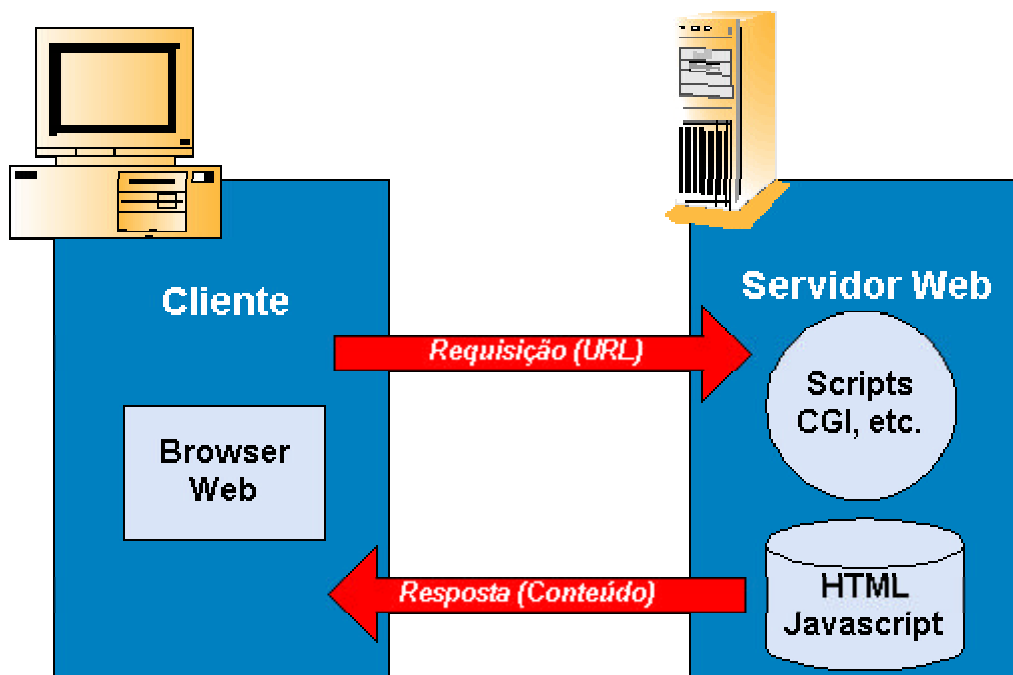 Cliente
Servidor Web
Requisição (URL)
Scripts
CGI, etc.
Browser
Web
Resposta (Conteúdo)
HTML
Javascript